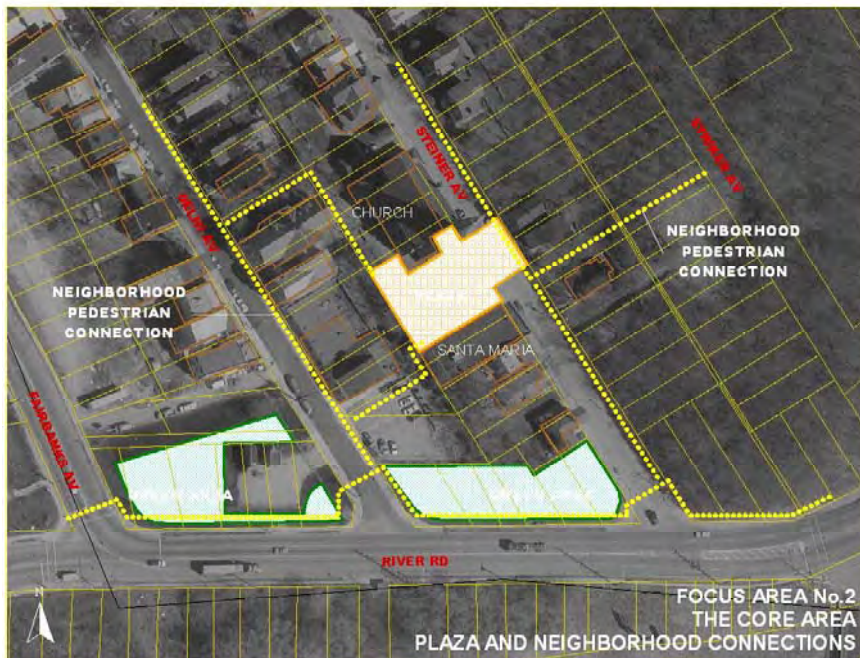 STEINER AV
CHURCH
NEIGHBORHOOD
PEDESTRIAN
CONNECTION
NEIGHBORHOOD
PEDESTRIAN
CONNECTION
SANTA MARIA
FAIRBANKS AV
RIVER RD
N
FOCUS AREA No.2
THE CORE AREA
PLAZA AND NEIGHBORHOOD CONNECTIONS